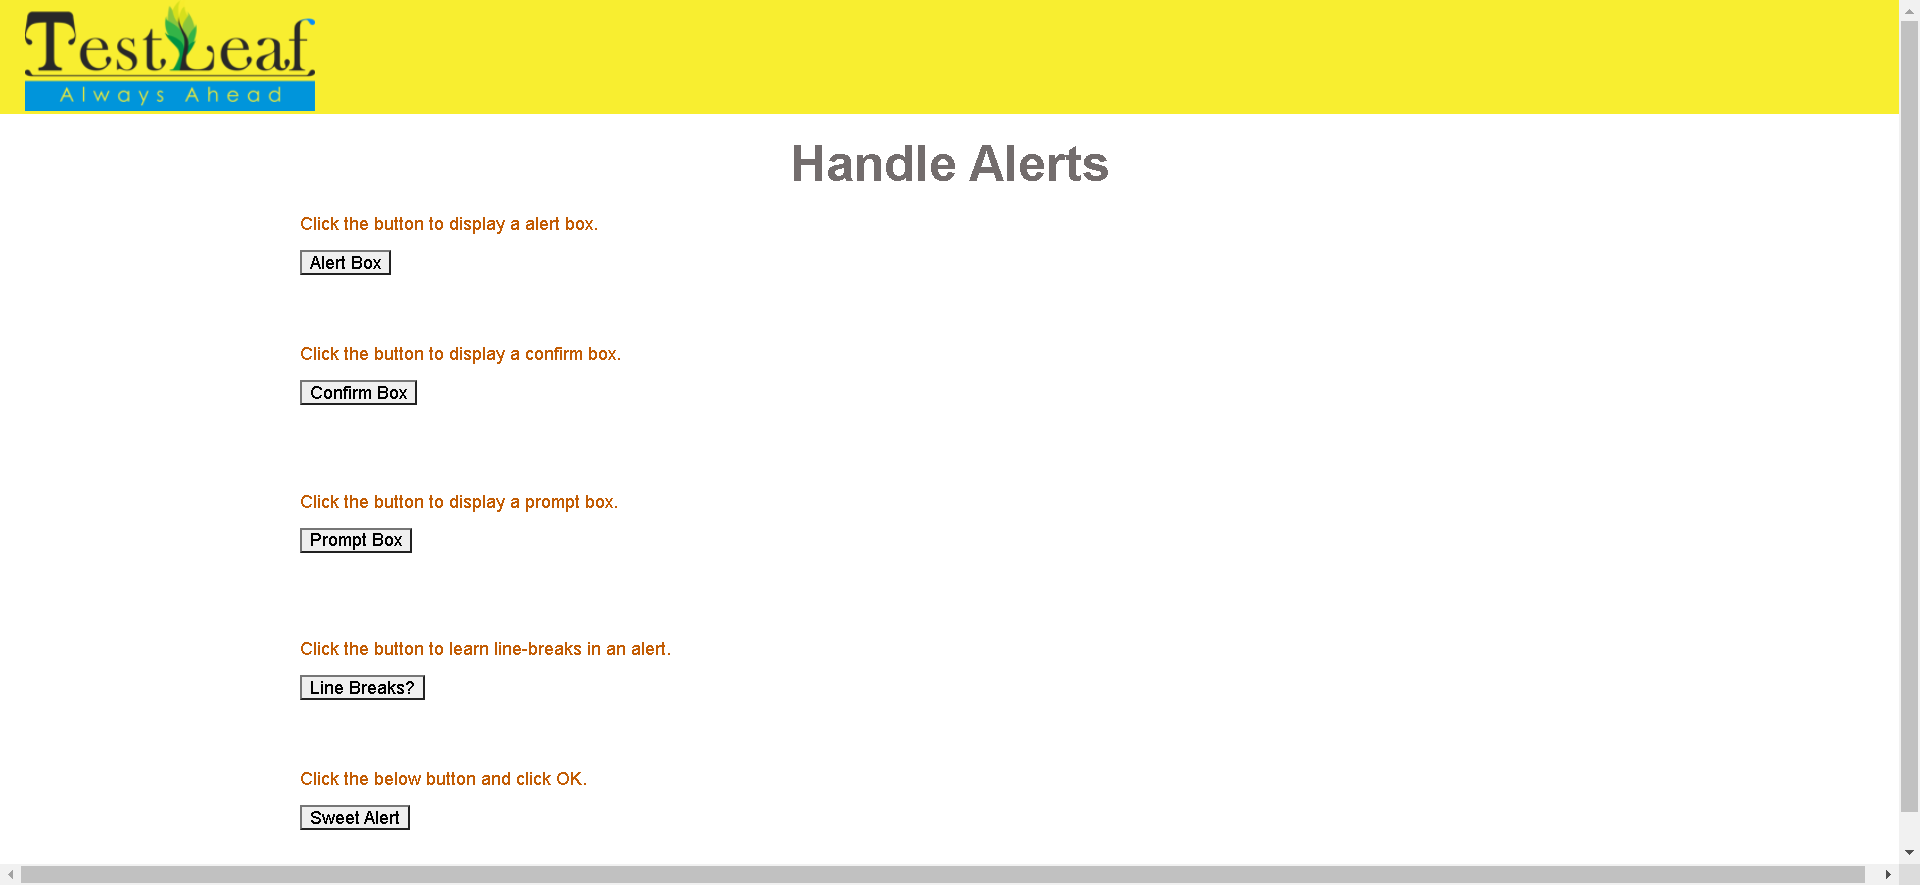 TestLeaf
Always Ahead
Handle Alerts
Click the button to display a alert box.
Alert Box
Click the button to display a confirm box.
Confirm Box
Click the button to display a prompt box.
Prompt Box
Click the button to learn line-breaks in an alert.
Line Breaks?
Click the below button and click OK.
Sweet Alert